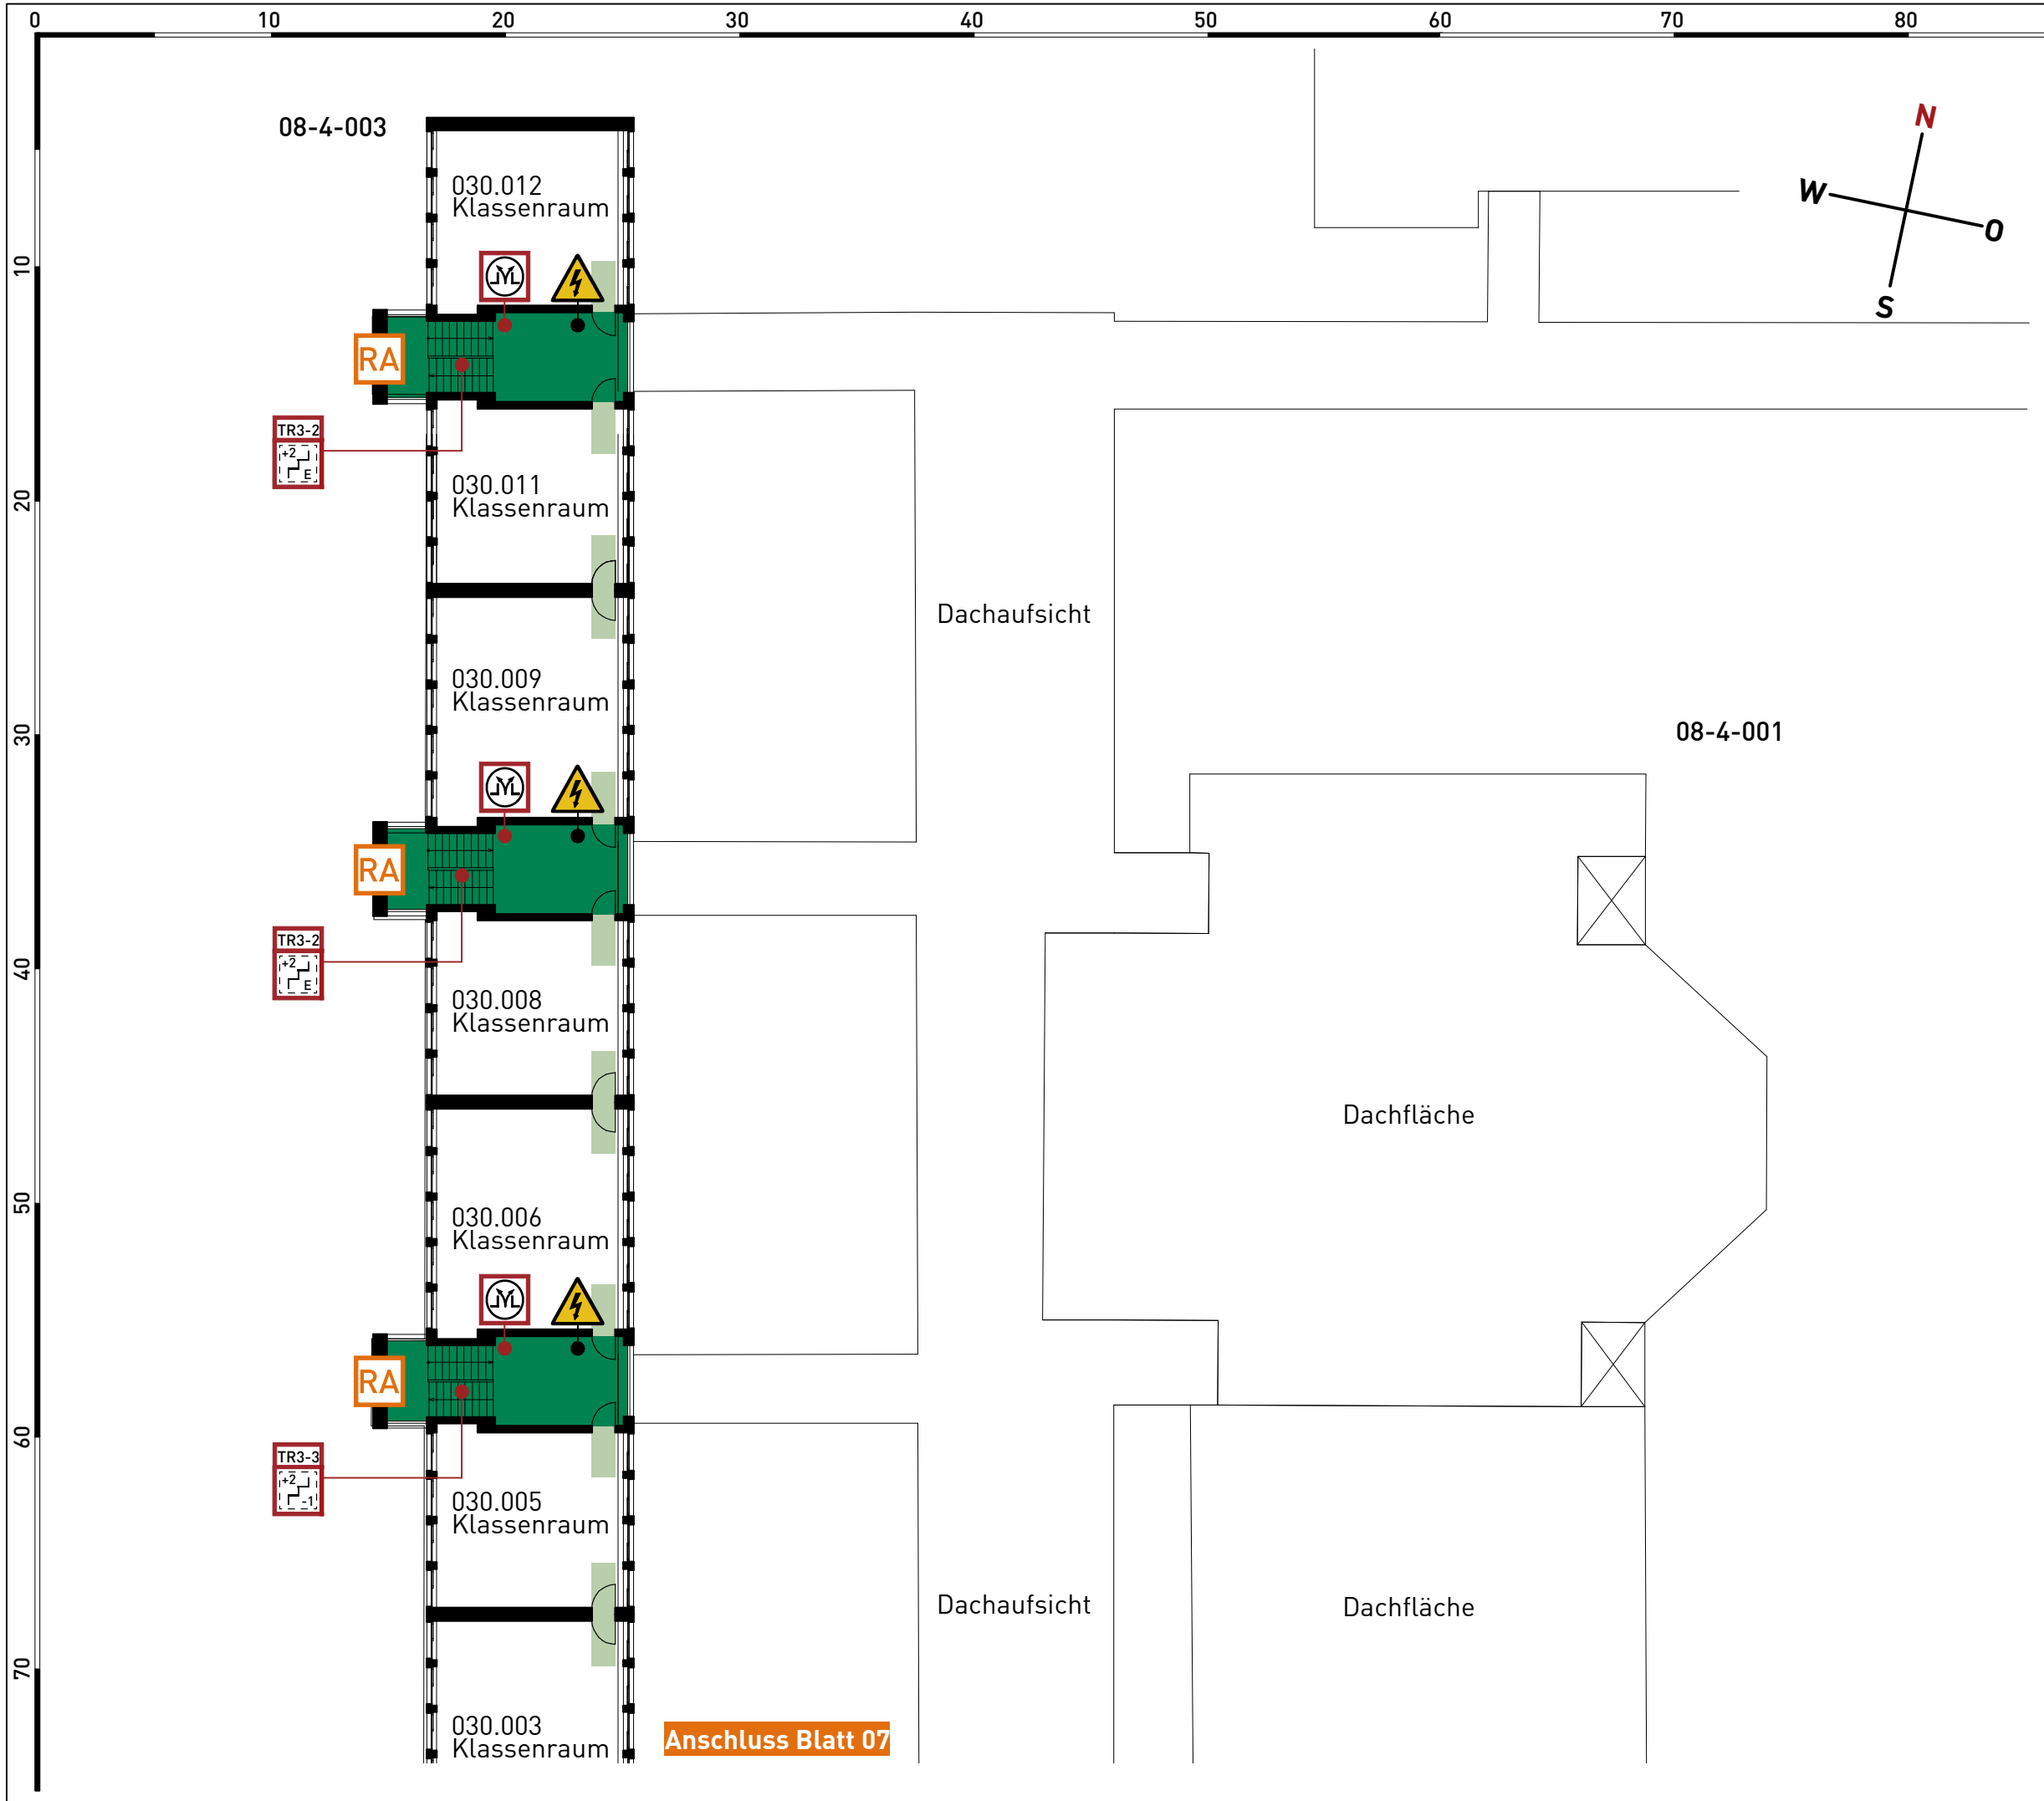 0 10 20 30 40 50 60 70 80
08-4-003
N
W
O
S
030.012
Klassenraum
10
RA
TR3-2
+2
E
030.011
Klassenraum
20
Dachaufsicht
030.009
Klassenraum
30
08-4-001
RA
TR3-2
+2
E
40
030.008
Klassenraum
Dachfläche
50
030.006
Klassenraum
RA
60
TR3-3
+2
-1
030.005
Klassenraum
Dachaufsicht
Dachfläche
70
030.003
Klassenraum
Anschluss Blatt 07